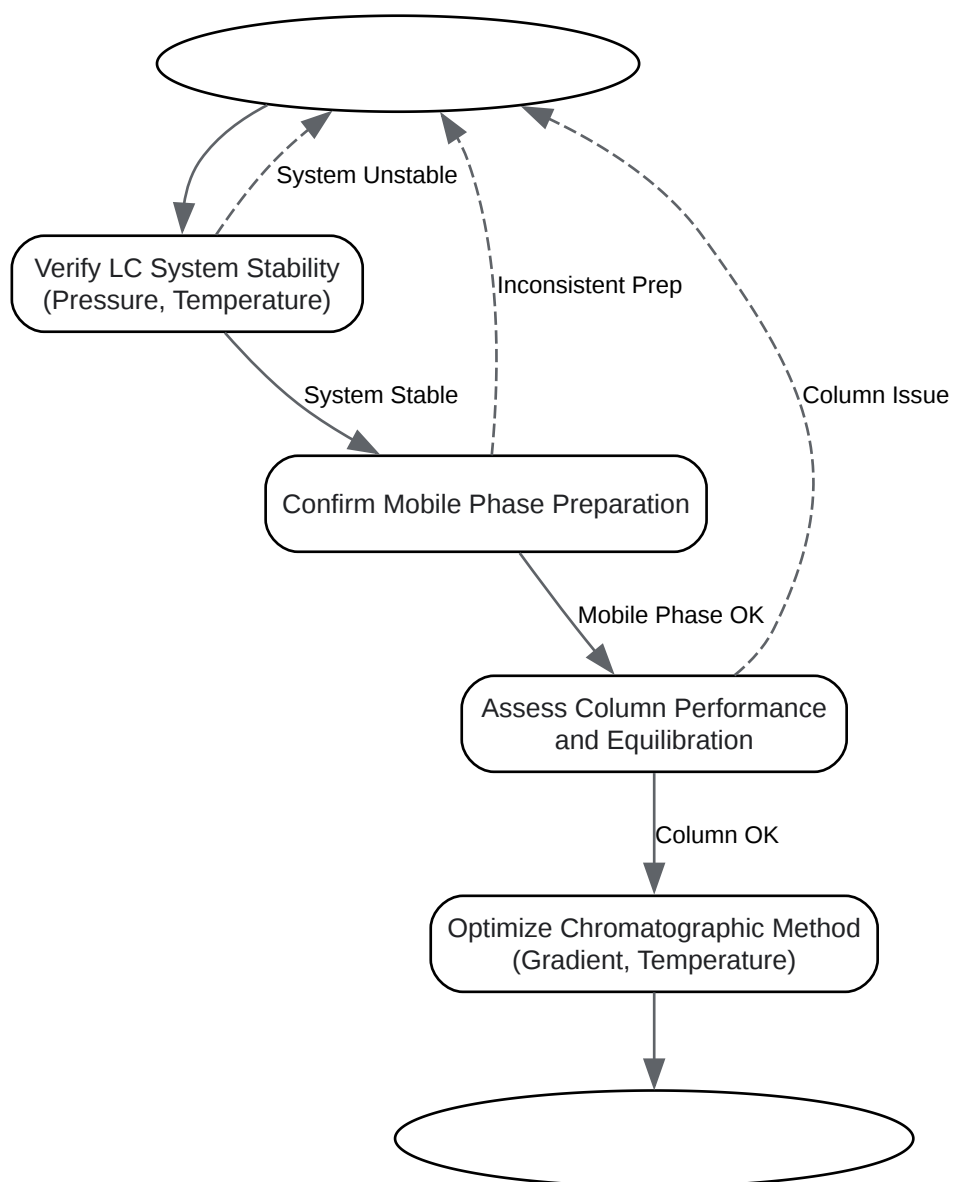 System Unstable
Verify LC System Stability
(Pressure, Temperature)
Inconsistent Prep
System Stable
Column Issue
Confirm Mobile Phase Preparation
Mobile Phase OK
Assess Column Performance
and Equilibration
Column OK
Optimize Chromatographic Method
(Gradient, Temperature)